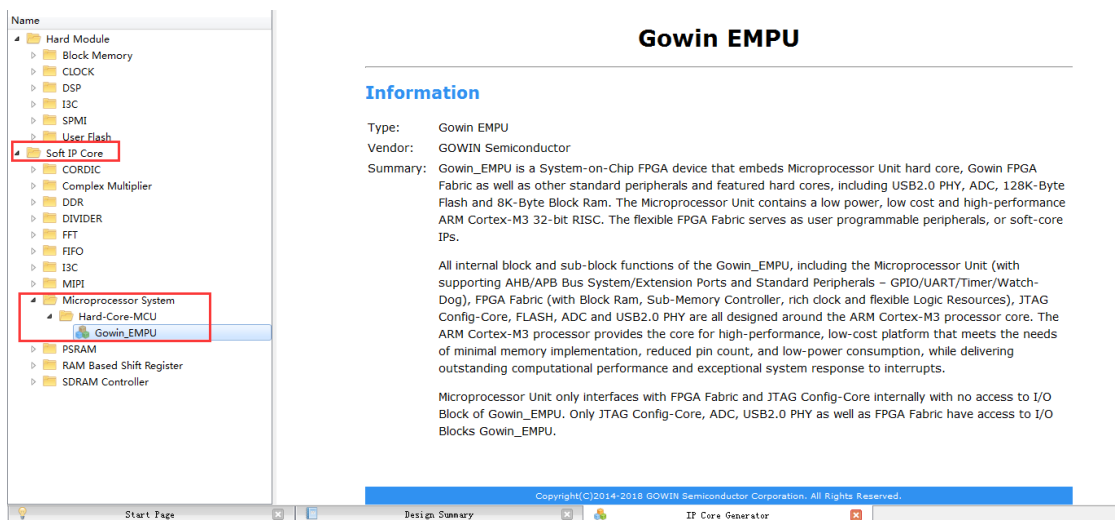 Name
Hard Module
Block Memory
CLOCK
DSP
I3C
SPMI
User Flash
Soft IP Core
CORDIC
Complex Multiplier
DDR
DIVIDER
FFT
FIFO
I3C
MIPI
Microprocessor System
Hard-Core-MCU
Gowin_EMPU
PSRAM
RAM Based Shift Register
SDRAM Controller
Gowin EMPU
Information
Type: Gowin EMPU
Vendor: GOWIN Semiconductor
Summary: Gowin_EMPU is a System-on-Chip FPGA device that embeds Microprocessor Unit hard core, Gowin FPGA
Fabric as well as other standard peripherals and featured hard cores, including USB2.0 PHY, ADC, 128K-Byte
Flash and 8K-Byte Block Ram. The Microprocessor Unit contains a low power, low cost and high-performance
ARM Cortex-M3 32-bit RISC. The flexible FPGA Fabric serves as user programmable peripherals, or soft-core
IPs.
All internal block and sub-block functions of the Gowin_EMPU, including the Microprocessor Unit (with
supporting AHB/APB Bus System/Extension Ports and Standard Peripherals – GPIO/UART/Timer/Watch-
Dog), FPGA Fabric (with Block Ram, Sub-Memory Controller, rich clock and flexible Logic Resources), JTAG
Config-Core, FLASH, ADC and USB2.0 PHY are all designed around the ARM Cortex-M3 processor core. The
ARM Cortex-M3 processor provides the core for high-performance, low-cost platform that meets the needs
of minimal memory implementation, reduced pin count, and low-power consumption, while delivering
outstanding computational performance and exceptional system response to interrupts.
Microprocessor Unit only interfaces with FPGA Fabric and JTAG Config-Core internally with no access to I/O
Block of Gowin_EMPU. Only JTAG Config-Core, ADC, USB2.0 PHY as well as FPGA Fabric have access to I/O
Blocks Gowin_EMPU.
Copyright(C)2014-2018 GOWIN Semiconductor Corporation. All Rights Reserved.
Start Page
Design Summary
IP Core Generator